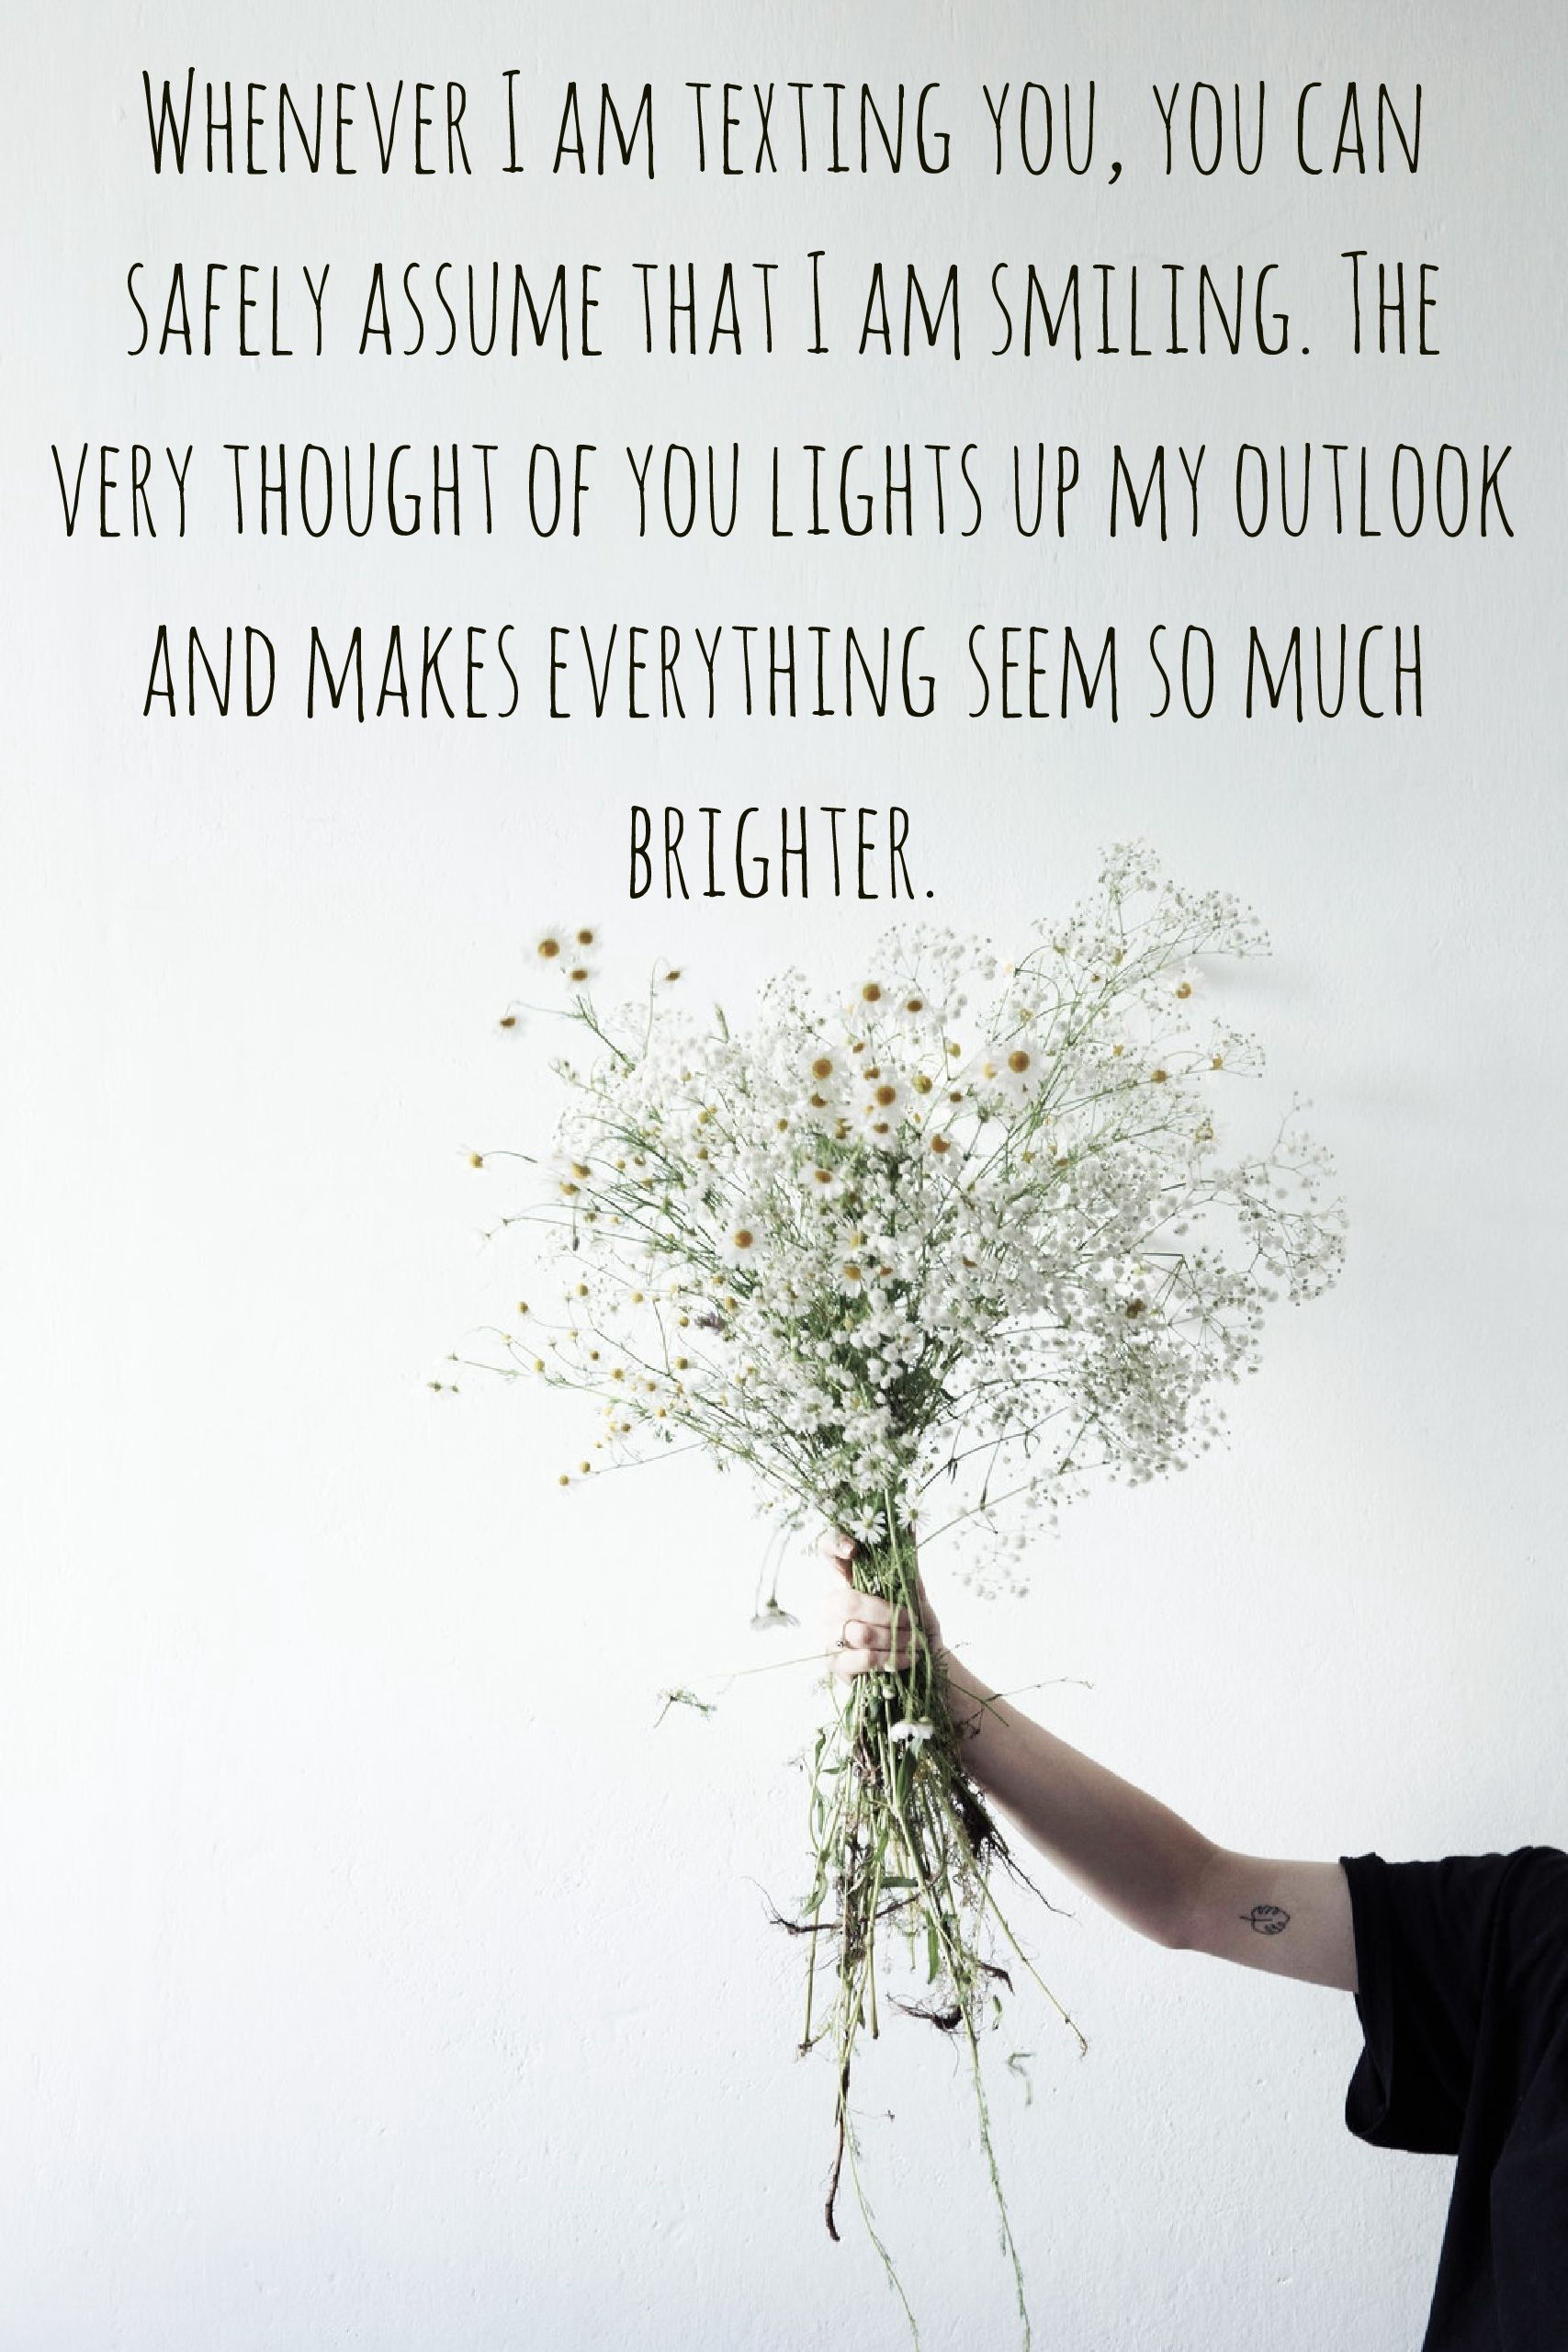 Whenever I am texting you, you can
safely assume that I am smiling. The
very thought of you lights up my outlook
and makes everything seem so much
brighter.